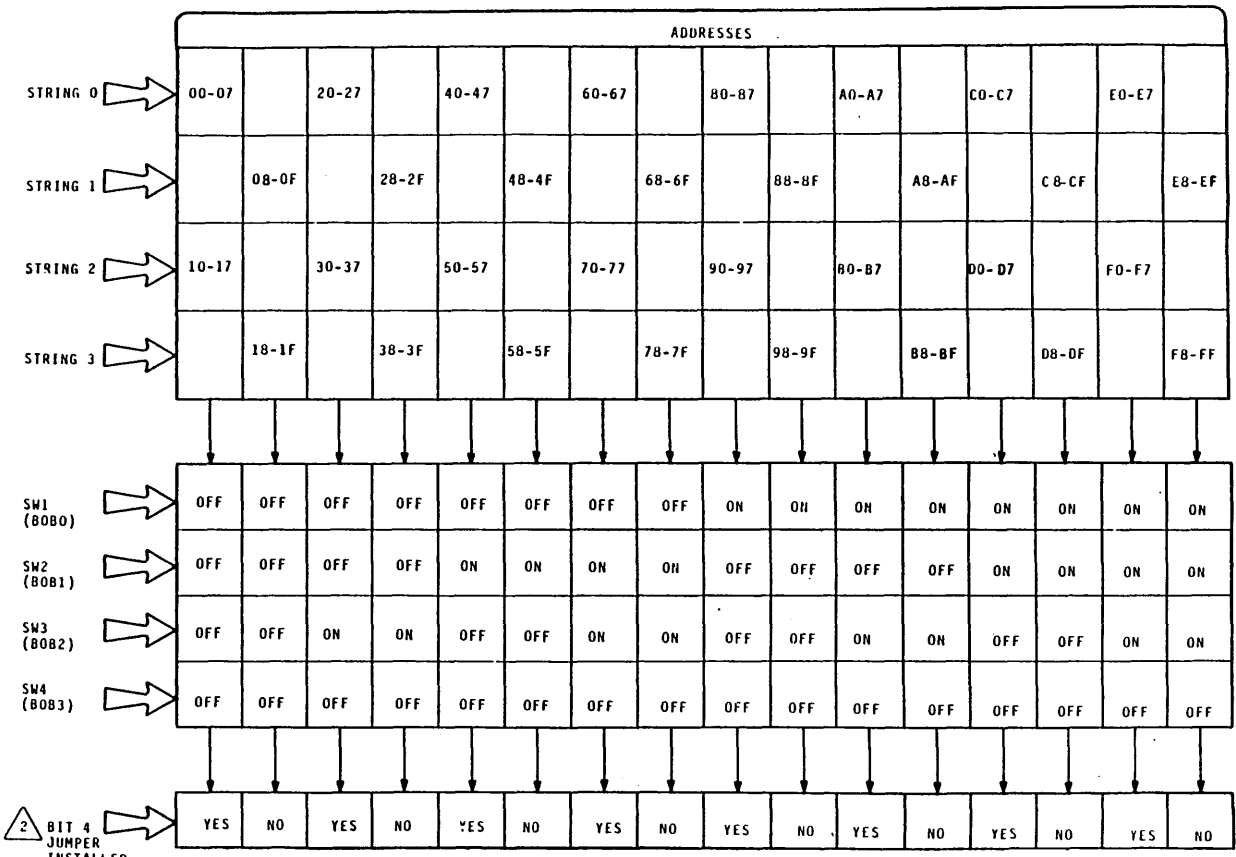 ADDRESSES
STRING 0 00-07 20-27 40-47 60-67 80-87 A0-A7 C0-C7 E0-E7
STRING 1 08-0F 28-2F 48-4F 68-6F 88-8F A8-AF C8-CF E8-EF
STRING 2 10-17 30-37 50-57 70-77 90-97 B0-B7 D0-D7 F0-F7
STRING 3 18-1F 38-3F 58-5F 78-7F 98-9F B8-BF D8-DF F8-FF
SW1 OFF OFF OFF OFF OFF OFF OFF OFF ON ON ON ON ON ON ON ON
(BOB0)
SW2 OFF OFF OFF OFF ON ON ON ON OFF OFF OFF OFF ON ON ON ON
(BOB1)
SW3 OFF OFF ON ON OFF OFF ON ON OFF OFF ON ON OFF OFF ON ON
(BOB2)
SW4 OFF OFF OFF OFF OFF OFF OFF OFF OFF OFF OFF OFF OFF OFF OFF OFF
(BOB3)
2 BIT 4 YES NO YES NO YES NO YES NO YES NO YES NO YES NO YES NO
JUMPER
INSTALLED